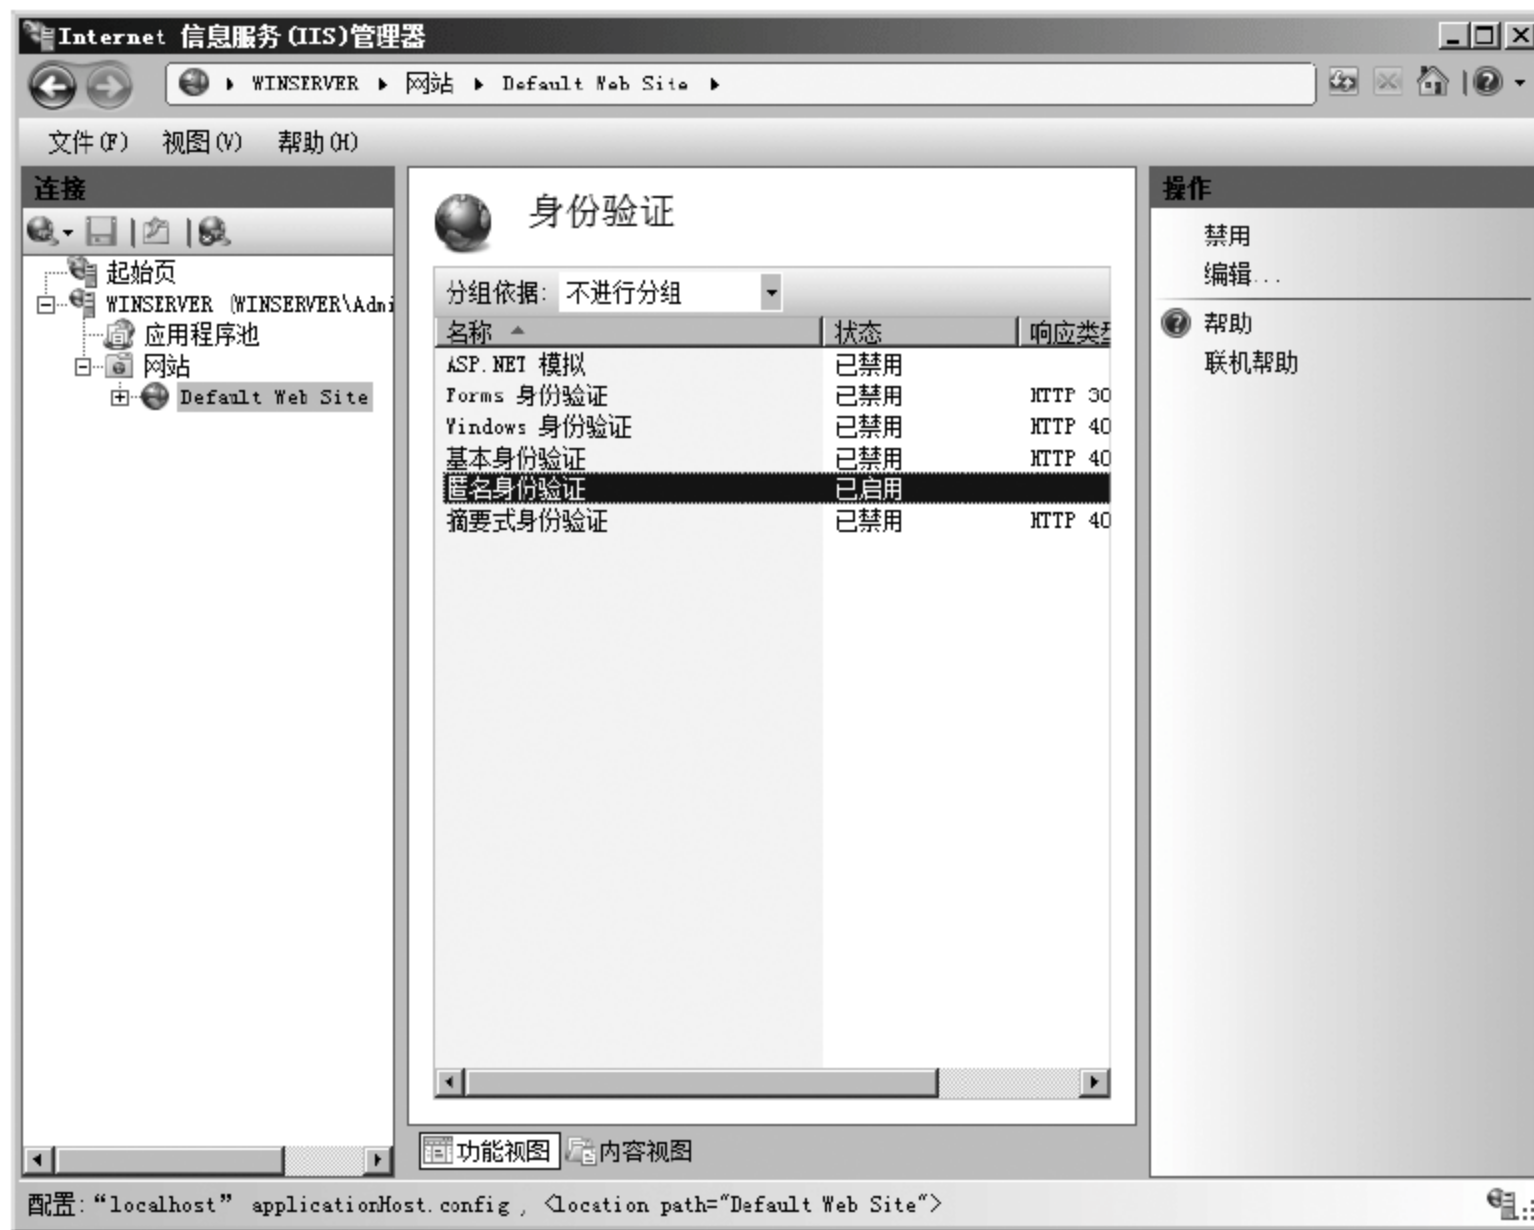 Internet 信息服务(IIS)管理器
WINSERVER 网站 Default Web Site
文件(F) 视图(V) 帮助(H)
连接
起始页
WINSERVER (WINSERVER\Admi
应用程序池
网站
Default Web Site
身份验证
分组依据: 不进行分组
名称 状态 响应类型
ASP.NET 模拟 已禁用
Forms 身份验证 已禁用 HTTP 30
Windows 身份验证 已禁用 HTTP 40
基本身份验证 已禁用 HTTP 40
匿名身份验证 已启用
摘要式身份验证 已禁用 HTTP 40
功能视图 内容视图
操作
禁用
编辑...
帮助
联机帮助
配置:“localhost” applicationHost.config, <location path="Default Web Site">